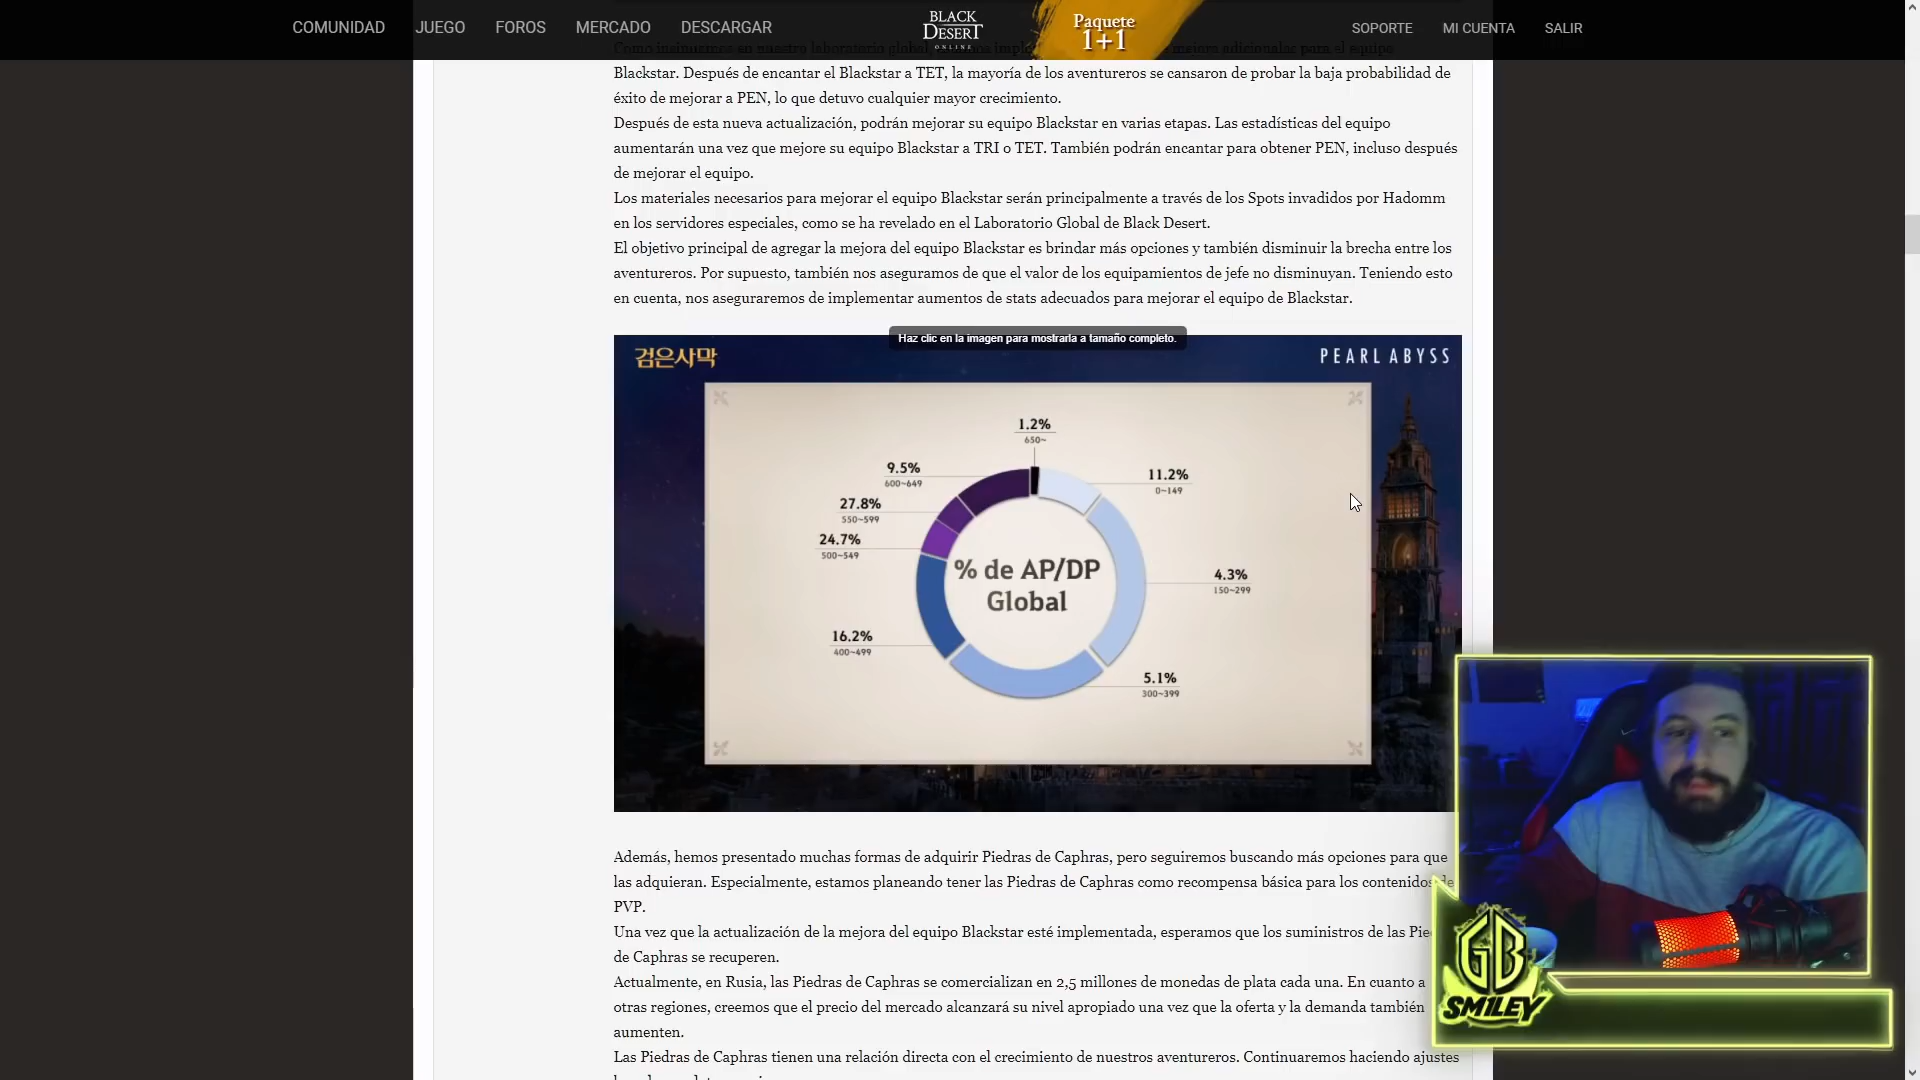 COMUNIDAD JUEGO FOROS MERCADO DESCARGAR
BLACK
DESERT
ONLINE
Paquete
1+1
SOPORTE MI CUENTA SALIR
Blackstar. Después de encantar el Blackstar a TET, la mayoría de los aventureros se cansaron de probar la baja probabilidad de
éxito de mejorar a PEN, lo que detuvo cualquier mayor crecimiento.
Después de esta nueva actualización, podrán mejorar su equipo Blackstar en varias etapas. Las estadísticas del equipo
aumentarán una vez que mejore su equipo Blackstar a TRI o TET. También podrán encantar para obtener PEN, incluso después
de mejorar el equipo.
Los materiales necesarios para mejorar el equipo Blackstar serán principalmente a través de los Spots invadidos por Hadomm
en los servidores especiales, como se ha revelado en el Laboratorio Global de Black Desert.
El objetivo principal de agregar la mejora del equipo Blackstar es brindar más opciones y también disminuir la brecha entre los
aventureros. Por supuesto, también nos aseguramos de que el valor de los equipamientos de jefe no disminuyan. Teniendo esto
en cuenta, nos aseguraremos de implementar aumentos de stats adecuados para mejorar el equipo de Blackstar.
Haz clic en la imagen para mostrarla a tamaño completo.
검은사막
PEARL ABYSS
1.2%
650~
9.5%
600~649
11.2%
0~149
27.8%
550~599
24.7%
500~549
% de AP/DP
Global
4.3%
150~299
16.2%
400~499
5.1%
300~399
Además, hemos presentado muchas formas de adquirir Piedras de Caphras, pero seguiremos buscando más opciones para que
las adquieran. Especialmente, estamos planeando tener las Piedras de Caphras como recompensa básica para los contenidos de
PVP.
Una vez que la actualización de la mejora del equipo Blackstar esté implementada, esperamos que los suministros de las Pie
de Caphras se recuperen.
Actualmente, en Rusia, las Piedras de Caphras se comercializan en 2,5 millones de monedas de plata cada una. En cuanto a
otras regiones, creemos que el precio del mercado alcanzará su nivel apropiado una vez que la oferta y la demanda también
aumenten.
Las Piedras de Caphras tienen una relación directa con el crecimiento de nuestros aventureros. Continuaremos haciendo ajustes
GB
SMILEY